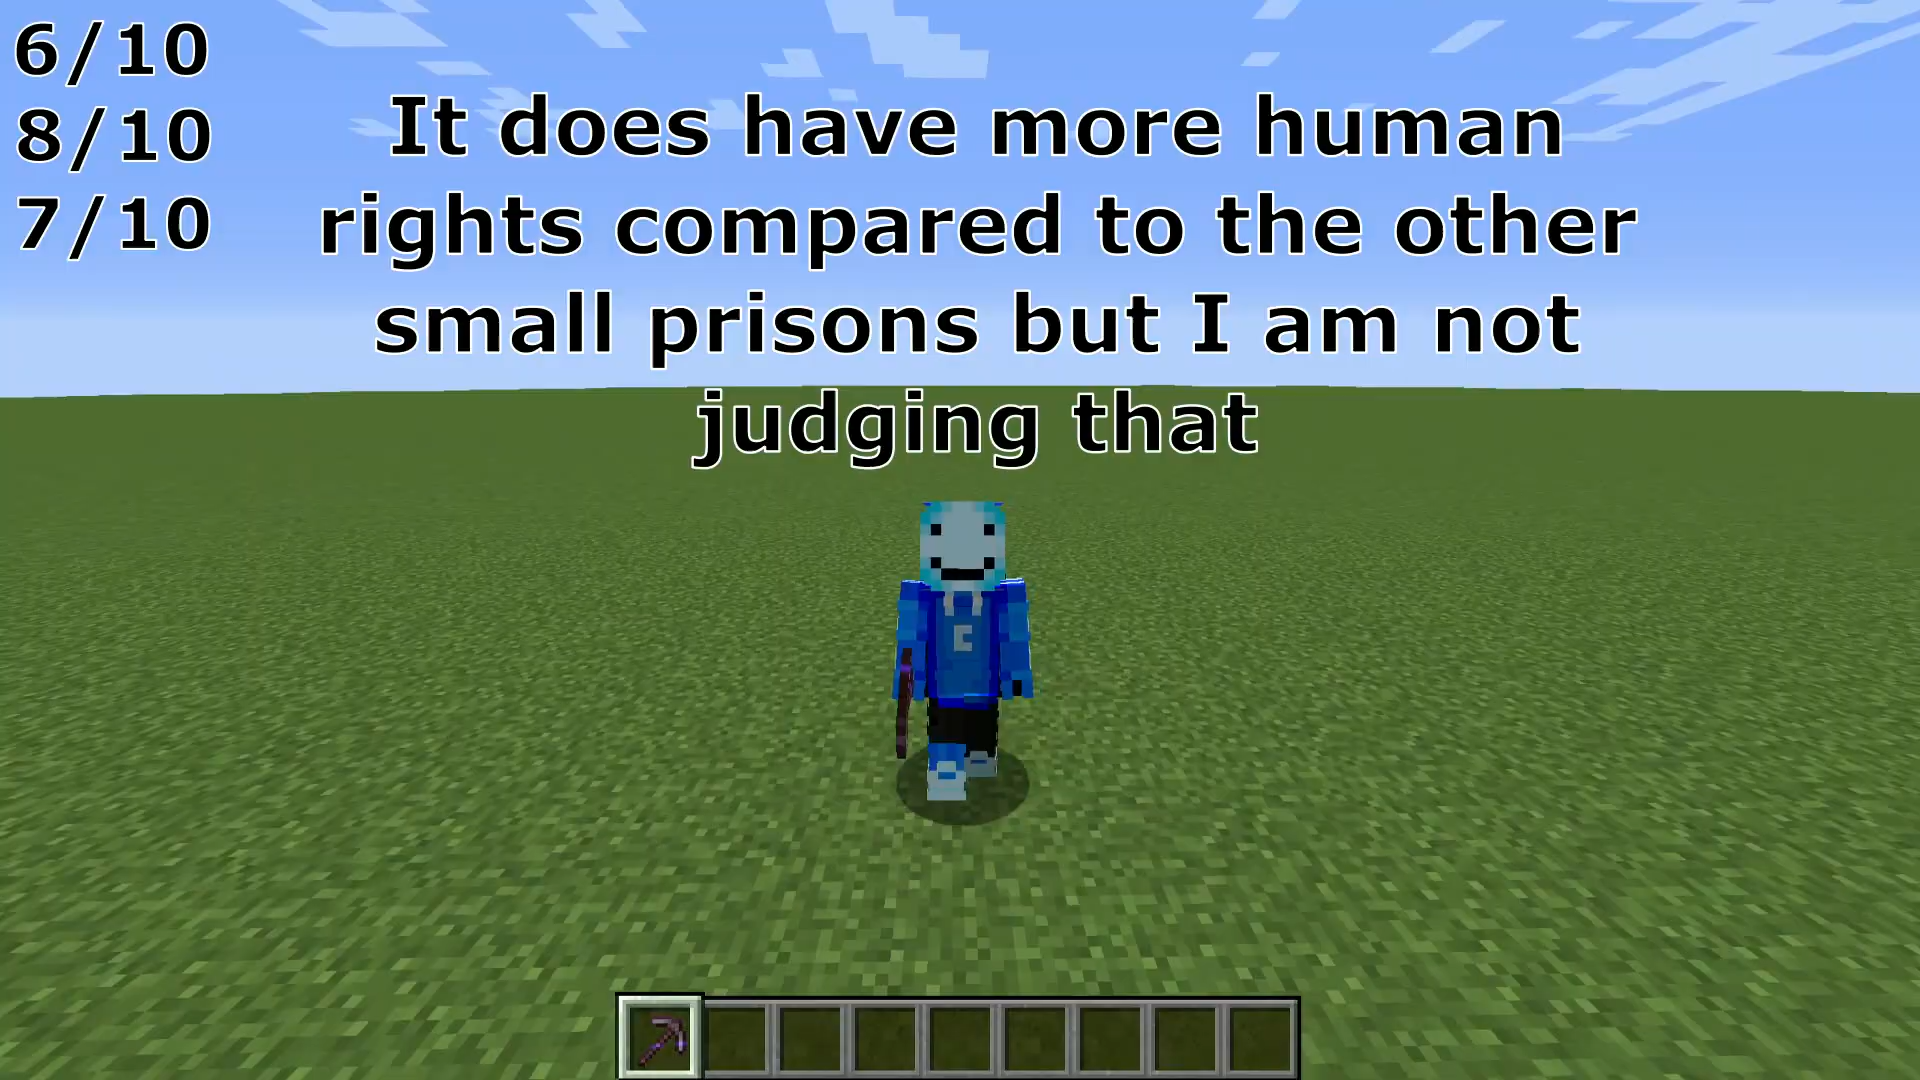 6/10
8/10
7/10
It does have more human
rights compared to the other
small prisons but I am not
judging that
C